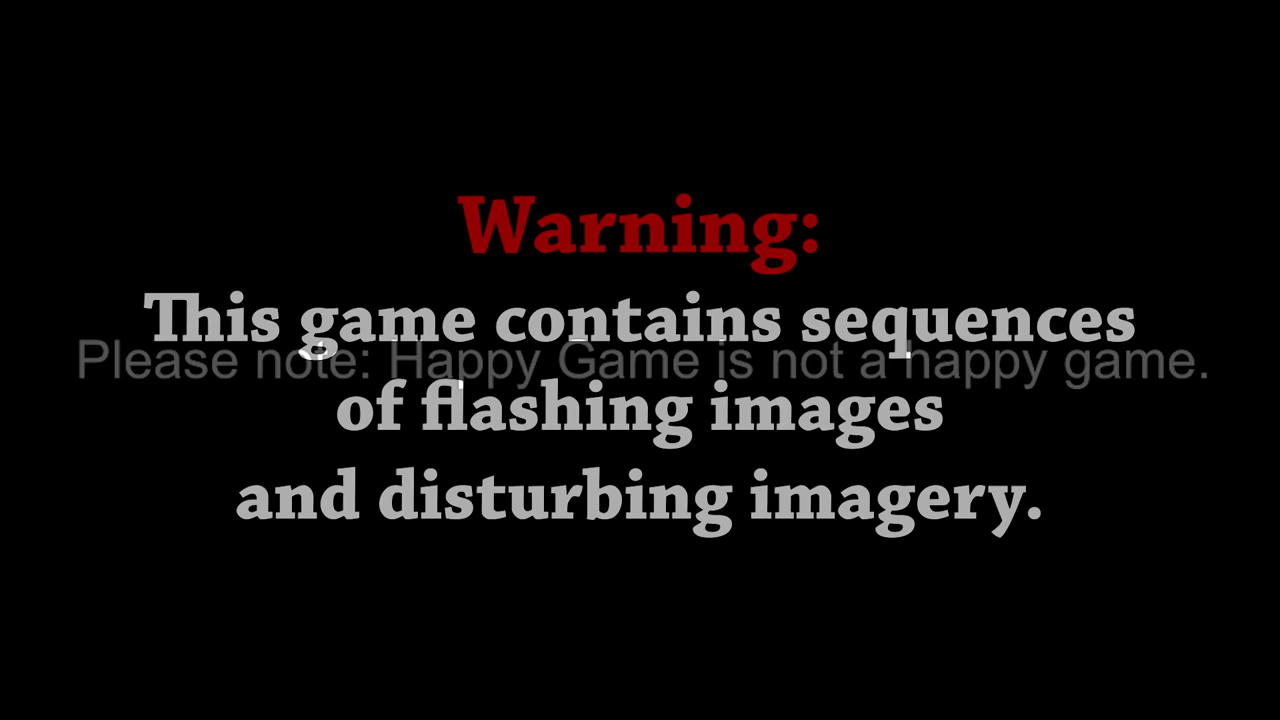 Warning:
This game contains sequences
Please note: Happy Game is not a happy game.
of flashing images
and disturbing imagery.